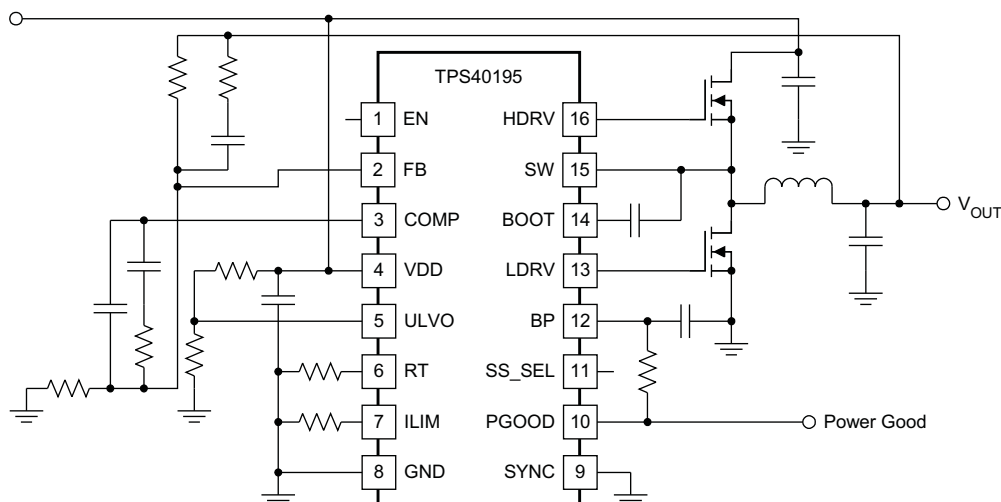 TPS40195
1 EN
HDRV 16
2 FB
SW 15
3 COMP
BOOT 14
VOUT
4 VDD
LDRV 13
5 ULVO
BP 12
6 RT
SS_SEL 11
7 ILIM
PGOOD 10
Power Good
8 GND
SYNC 9